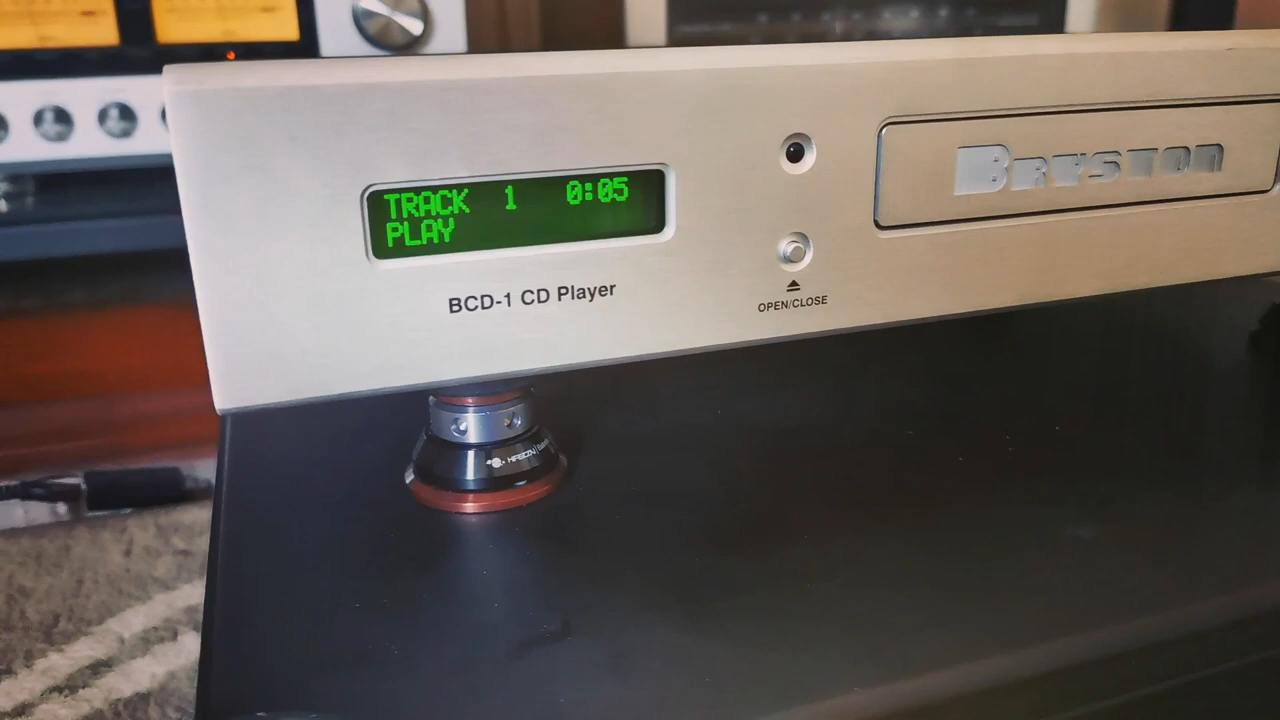 TRACK 1 0:05
PLAY
BCD-1 CD Player
OPEN/CLOSE
BRYSTON